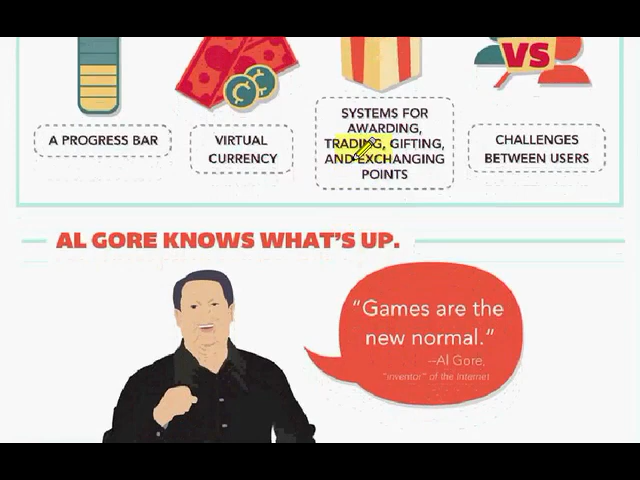 VS
A PROGRESS BAR
VIRTUAL
CURRENCY
SYSTEMS FOR
AWARDING,
TRADING, GIFTING,
AND EXCHANGING
POINTS
CHALLENGES
BETWEEN USERS
AL GORE KNOWS WHAT'S UP.
"Games are the
new normal."
—Al Gore,
"inventor" of the Internet